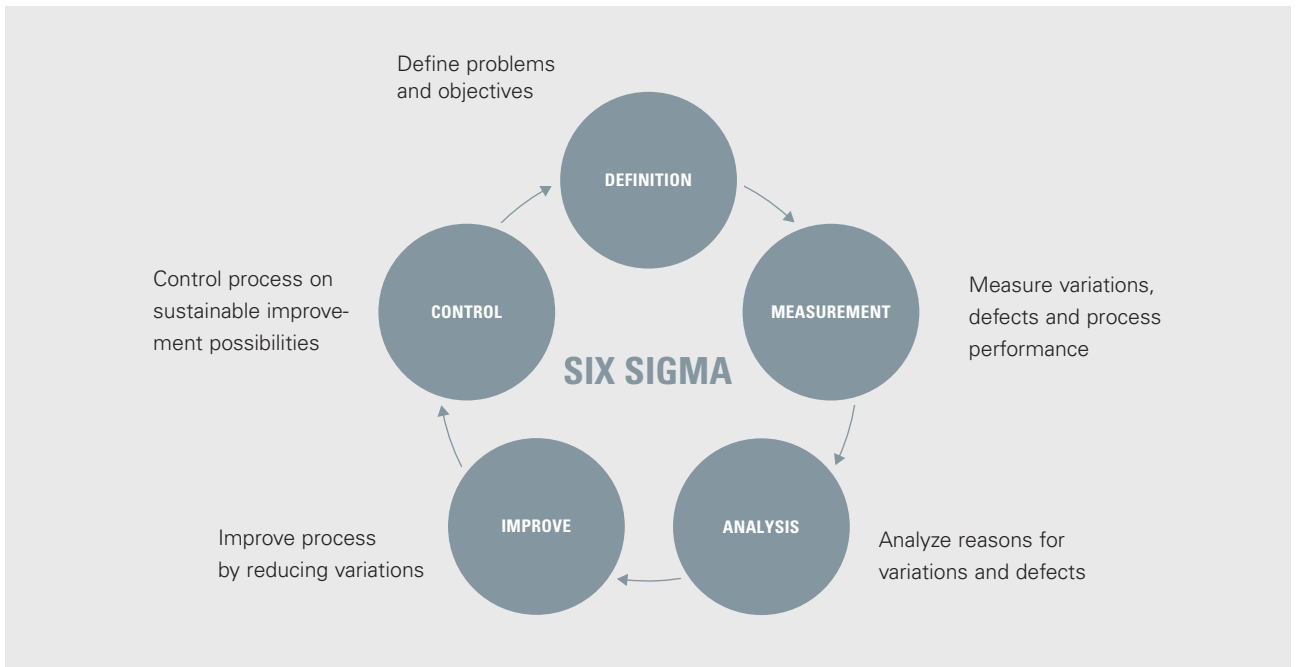 Define problems
and objectives
DEFINITION
Control process on
sustainable improve-
ment possibilities
CONTROL
MEASUREMENT
Measure variations,
defects and process
performance
SIX SIGMA
IMPROVE
ANALYSIS
Improve process
by reducing variations
Analyze reasons for
variations and defects